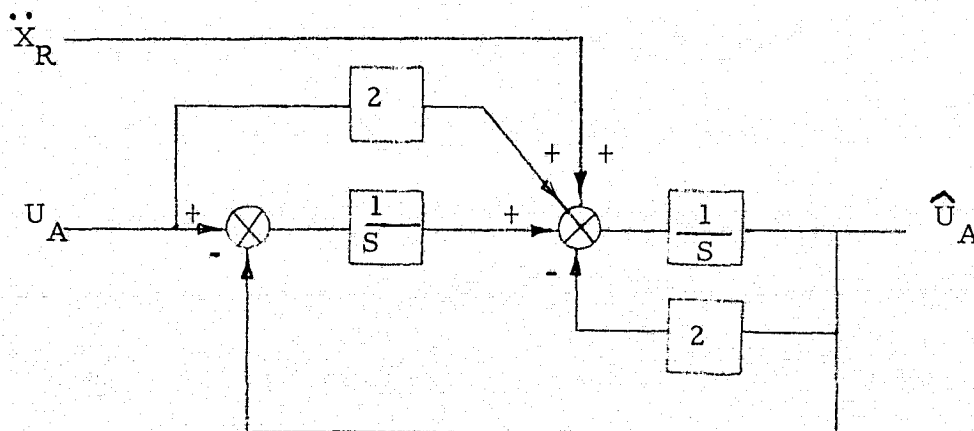 Ẍ_R
2
+ +
U_A + 1/S + 1/S Û_A
- -
2